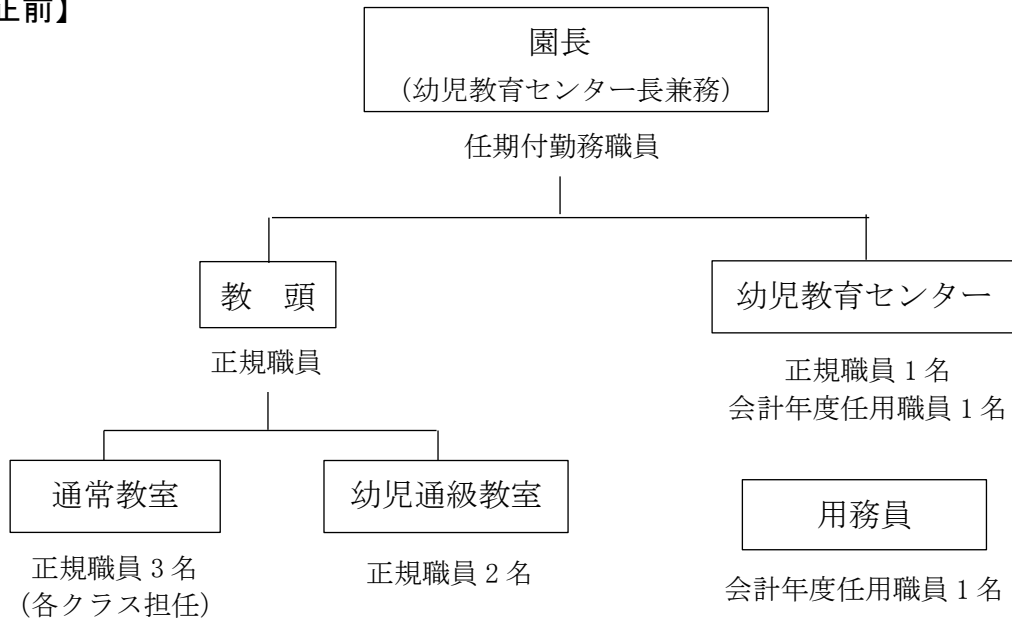 正前】
園長
(幼児教育センター長兼務)
任期付勤務職員
教　頭
幼児教育センター
正規職員
正規職員 1 名
会計年度任用職員 1 名
通常教室
幼児通級教室
用務員
正規職員 3 名
(各クラス担任)
正規職員 2 名
会計年度任用職員 1 名